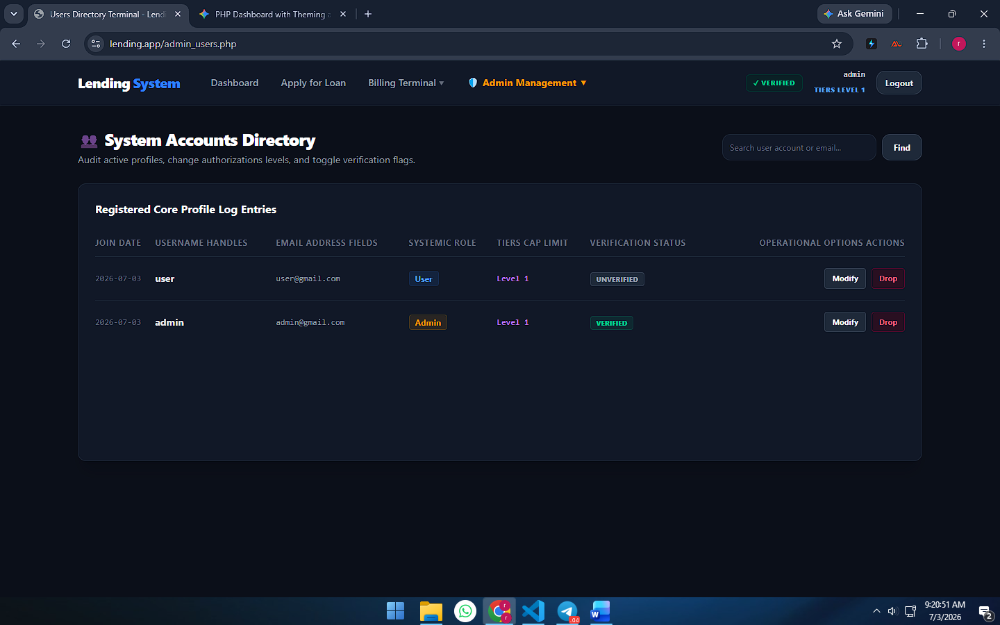 Users Directory Terminal - Lendi
PHP Dashboard with Theming a
Ask Gemini
lending.app/admin_users.php
r
Lending System
Dashboard
Apply for Loan
Billing Terminal ▾
Admin Management ▼
✓ VERIFIED
admin
TIERS LEVEL 1
Logout
System Accounts Directory
Audit active profiles, change authorizations levels, and toggle verification flags.
Search user account or email...
Find
Registered Core Profile Log Entries
JOIN DATE USERNAME HANDLES EMAIL ADDRESS FIELDS SYSTEMIC ROLE TIERS CAP LIMIT VERIFICATION STATUS OPERATIONAL OPTIONS ACTIONS
2026-07-03 user user@gmail.com User Level 1 UNVERIFIED Modify Drop
2026-07-03 admin admin@gmail.com Admin Level 1 VERIFIED Modify Drop
r
r
.04
W
9:20:51 AM
7/3/2026
2